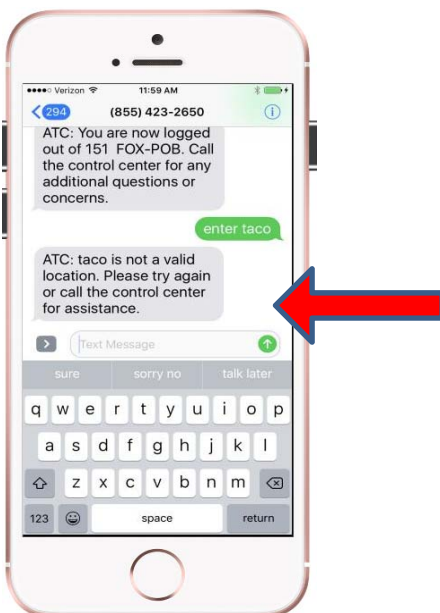 Verizon 11:59 AM
294 (855) 423-2650
ATC: You are now logged
out of 151 FOX-POB. Call
the control center for any
additional questions or
concerns.
enter taco
ATC: taco is not a valid
location. Please try again
or call the control center
for assistance.
Text Message
sure sorry no talk later
q w e r t y u i o p
a s d f g h j k l
z x c v b n m
123 space return